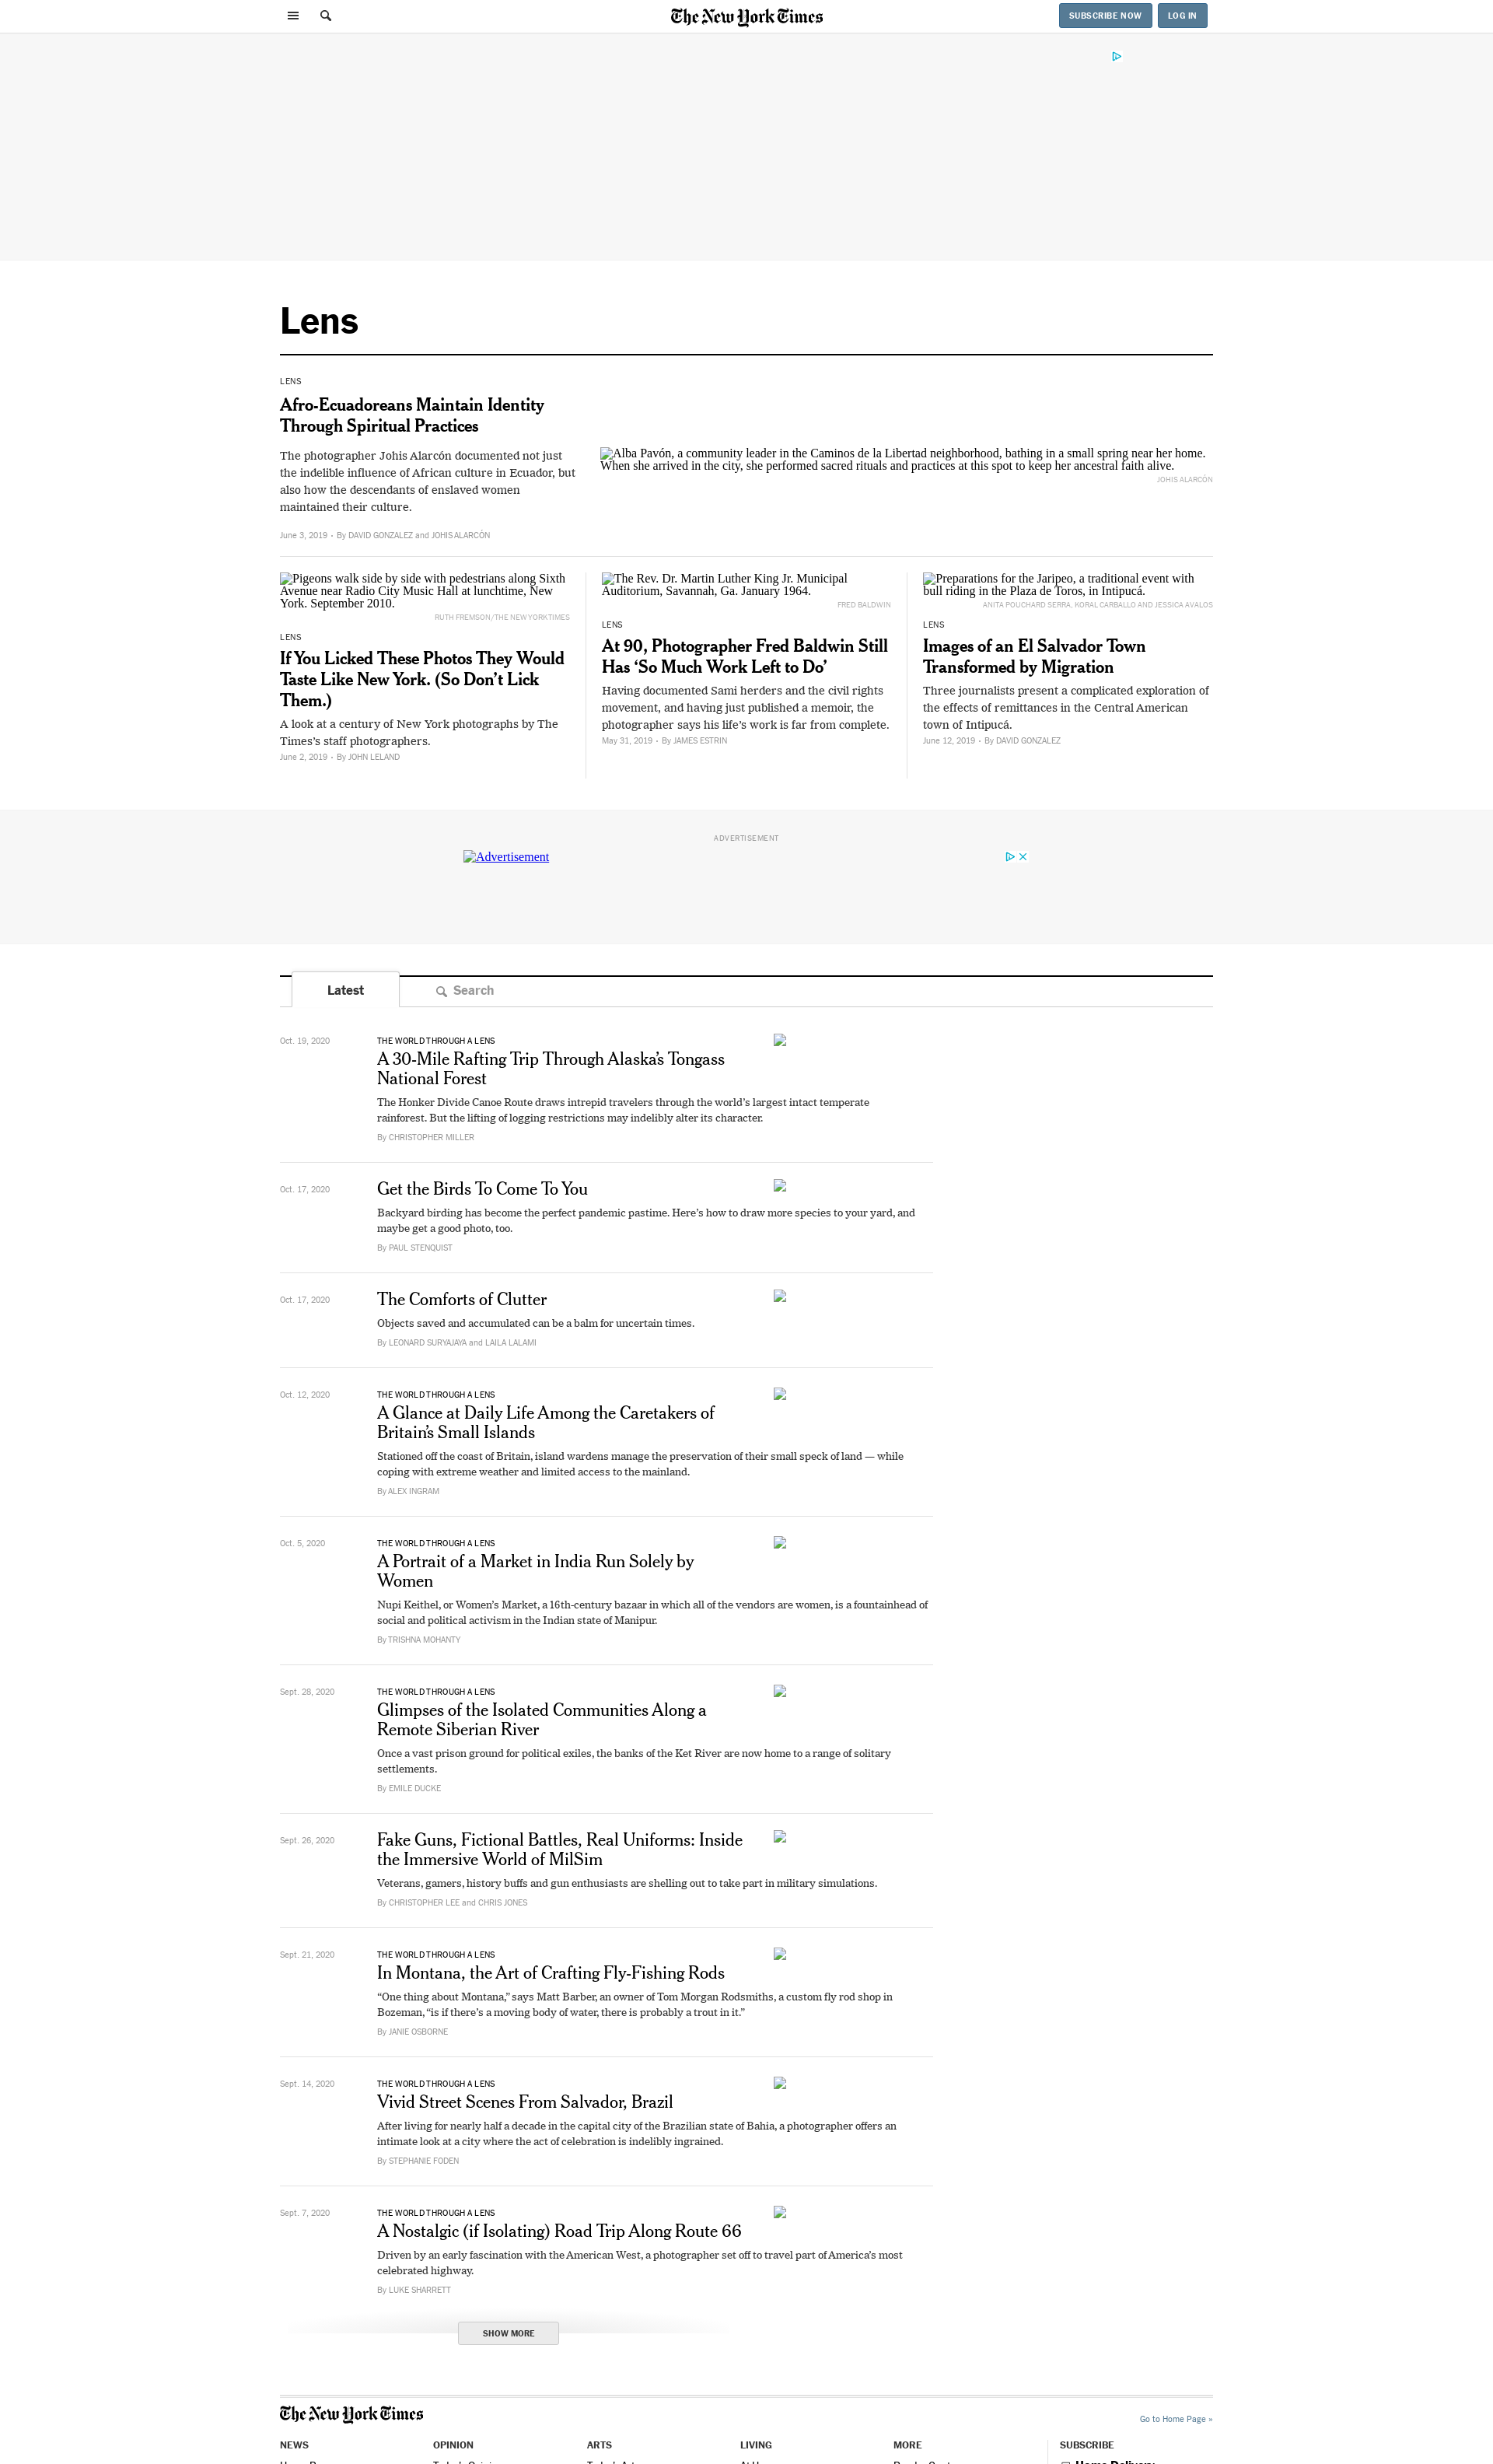 The New York Times
SUBSCRIBE NOW
LOG IN
Lens
LENS
Afro-Ecuadoreans Maintain Identity
Through Spiritual Practices
The photographer Johis Alarcón documented not just
the indelible influence of African culture in Ecuador, but
also how the descendants of enslaved women
maintained their culture.
June 3, 2019 • By DAVID GONZALEZ and JOHIS ALARCÓN
Alba Pavón, a community leader in the Caminos de la Libertad neighborhood, bathing in a small spring near her home.
When she arrived in the city, she performed sacred rituals and practices at this spot to keep her ancestral faith alive.
JOHIS ALARCÓN
Pigeons walk side by side with pedestrians along Sixth
Avenue near Radio City Music Hall at lunchtime, New
York. September 2010.
RUTH FREMSON/THE NEW YORK TIMES
LENS
If You Licked These Photos They Would
Taste Like New York. (So Don’t Lick
Them.)
A look at a century of New York photographs by The
Times’s staff photographers.
June 2, 2019 • By JOHN LELAND
The Rev. Dr. Martin Luther King Jr. Municipal
Auditorium, Savannah, Ga. January 1964.
FRED BALDWIN
LENS
At 90, Photographer Fred Baldwin Still
Has ‘So Much Work Left to Do’
Having documented Sami herders and the civil rights
movement, and having just published a memoir, the
photographer says his life’s work is far from complete.
May 31, 2019 • By JAMES ESTRIN
Preparations for the Jaripeo, a traditional event with
bull riding in the Plaza de Toros, in Intipucá.
ANITA POUCHARD SERRA, KORAL CARBALLO AND JESSICA AVALOS
LENS
Images of an El Salvador Town
Transformed by Migration
Three journalists present a complicated exploration of
the effects of remittances in the Central American
town of Intipucá.
June 12, 2019 • By DAVID GONZALEZ
ADVERTISEMENT
Advertisement
Latest
Search
Oct. 19, 2020
THE WORLD THROUGH A LENS
A 30-Mile Rafting Trip Through Alaska’s Tongass
National Forest
The Honker Divide Canoe Route draws intrepid travelers through the world’s largest intact temperate
rainforest. But the lifting of logging restrictions may indelibly alter its character.
By CHRISTOPHER MILLER
Oct. 17, 2020
Get the Birds To Come To You
Backyard birding has become the perfect pandemic pastime. Here’s how to draw more species to your yard, and
maybe get a good photo, too.
By PAUL STENQUIST
Oct. 17, 2020
The Comforts of Clutter
Objects saved and accumulated can be a balm for uncertain times.
By LEONARD SURYAJAYA and LAILA LALAMI
Oct. 12, 2020
THE WORLD THROUGH A LENS
A Glance at Daily Life Among the Caretakers of
Britain’s Small Islands
Stationed off the coast of Britain, island wardens manage the preservation of their small speck of land — while
coping with extreme weather and limited access to the mainland.
By ALEX INGRAM
Oct. 5, 2020
THE WORLD THROUGH A LENS
A Portrait of a Market in India Run Solely by
Women
Nupi Keithel, or Women’s Market, a 16th-century bazaar in which all of the vendors are women, is a fountainhead of
social and political activism in the Indian state of Manipur.
By TRISHNA MOHANTY
Sept. 28, 2020
THE WORLD THROUGH A LENS
Glimpses of the Isolated Communities Along a
Remote Siberian River
Once a vast prison ground for political exiles, the banks of the Ket River are now home to a range of solitary
settlements.
By EMILE DUCKE
Sept. 26, 2020
Fake Guns, Fictional Battles, Real Uniforms: Inside
the Immersive World of MilSim
Veterans, gamers, history buffs and gun enthusiasts are shelling out to take part in military simulations.
By CHRISTOPHER LEE and CHRIS JONES
Sept. 21, 2020
THE WORLD THROUGH A LENS
In Montana, the Art of Crafting Fly-Fishing Rods
“One thing about Montana,” says Matt Barber, an owner of Tom Morgan Rodsmiths, a custom fly rod shop in
Bozeman, “is if there’s a moving body of water, there is probably a trout in it.”
By JANIE OSBORNE
Sept. 14, 2020
THE WORLD THROUGH A LENS
Vivid Street Scenes From Salvador, Brazil
After living for nearly half a decade in the capital city of the Brazilian state of Bahia, a photographer offers an
intimate look at a city where the act of celebration is indelibly ingrained.
By STEPHANIE FODEN
Sept. 7, 2020
THE WORLD THROUGH A LENS
A Nostalgic (if Isolating) Road Trip Along Route 66
Driven by an early fascination with the American West, a photographer set off to travel part of America’s most
celebrated highway.
By LUKE SHARRETT
SHOW MORE
The New York Times
Go to Home Page »
NEWS
OPINION
ARTS
LIVING
MORE
SUBSCRIBE